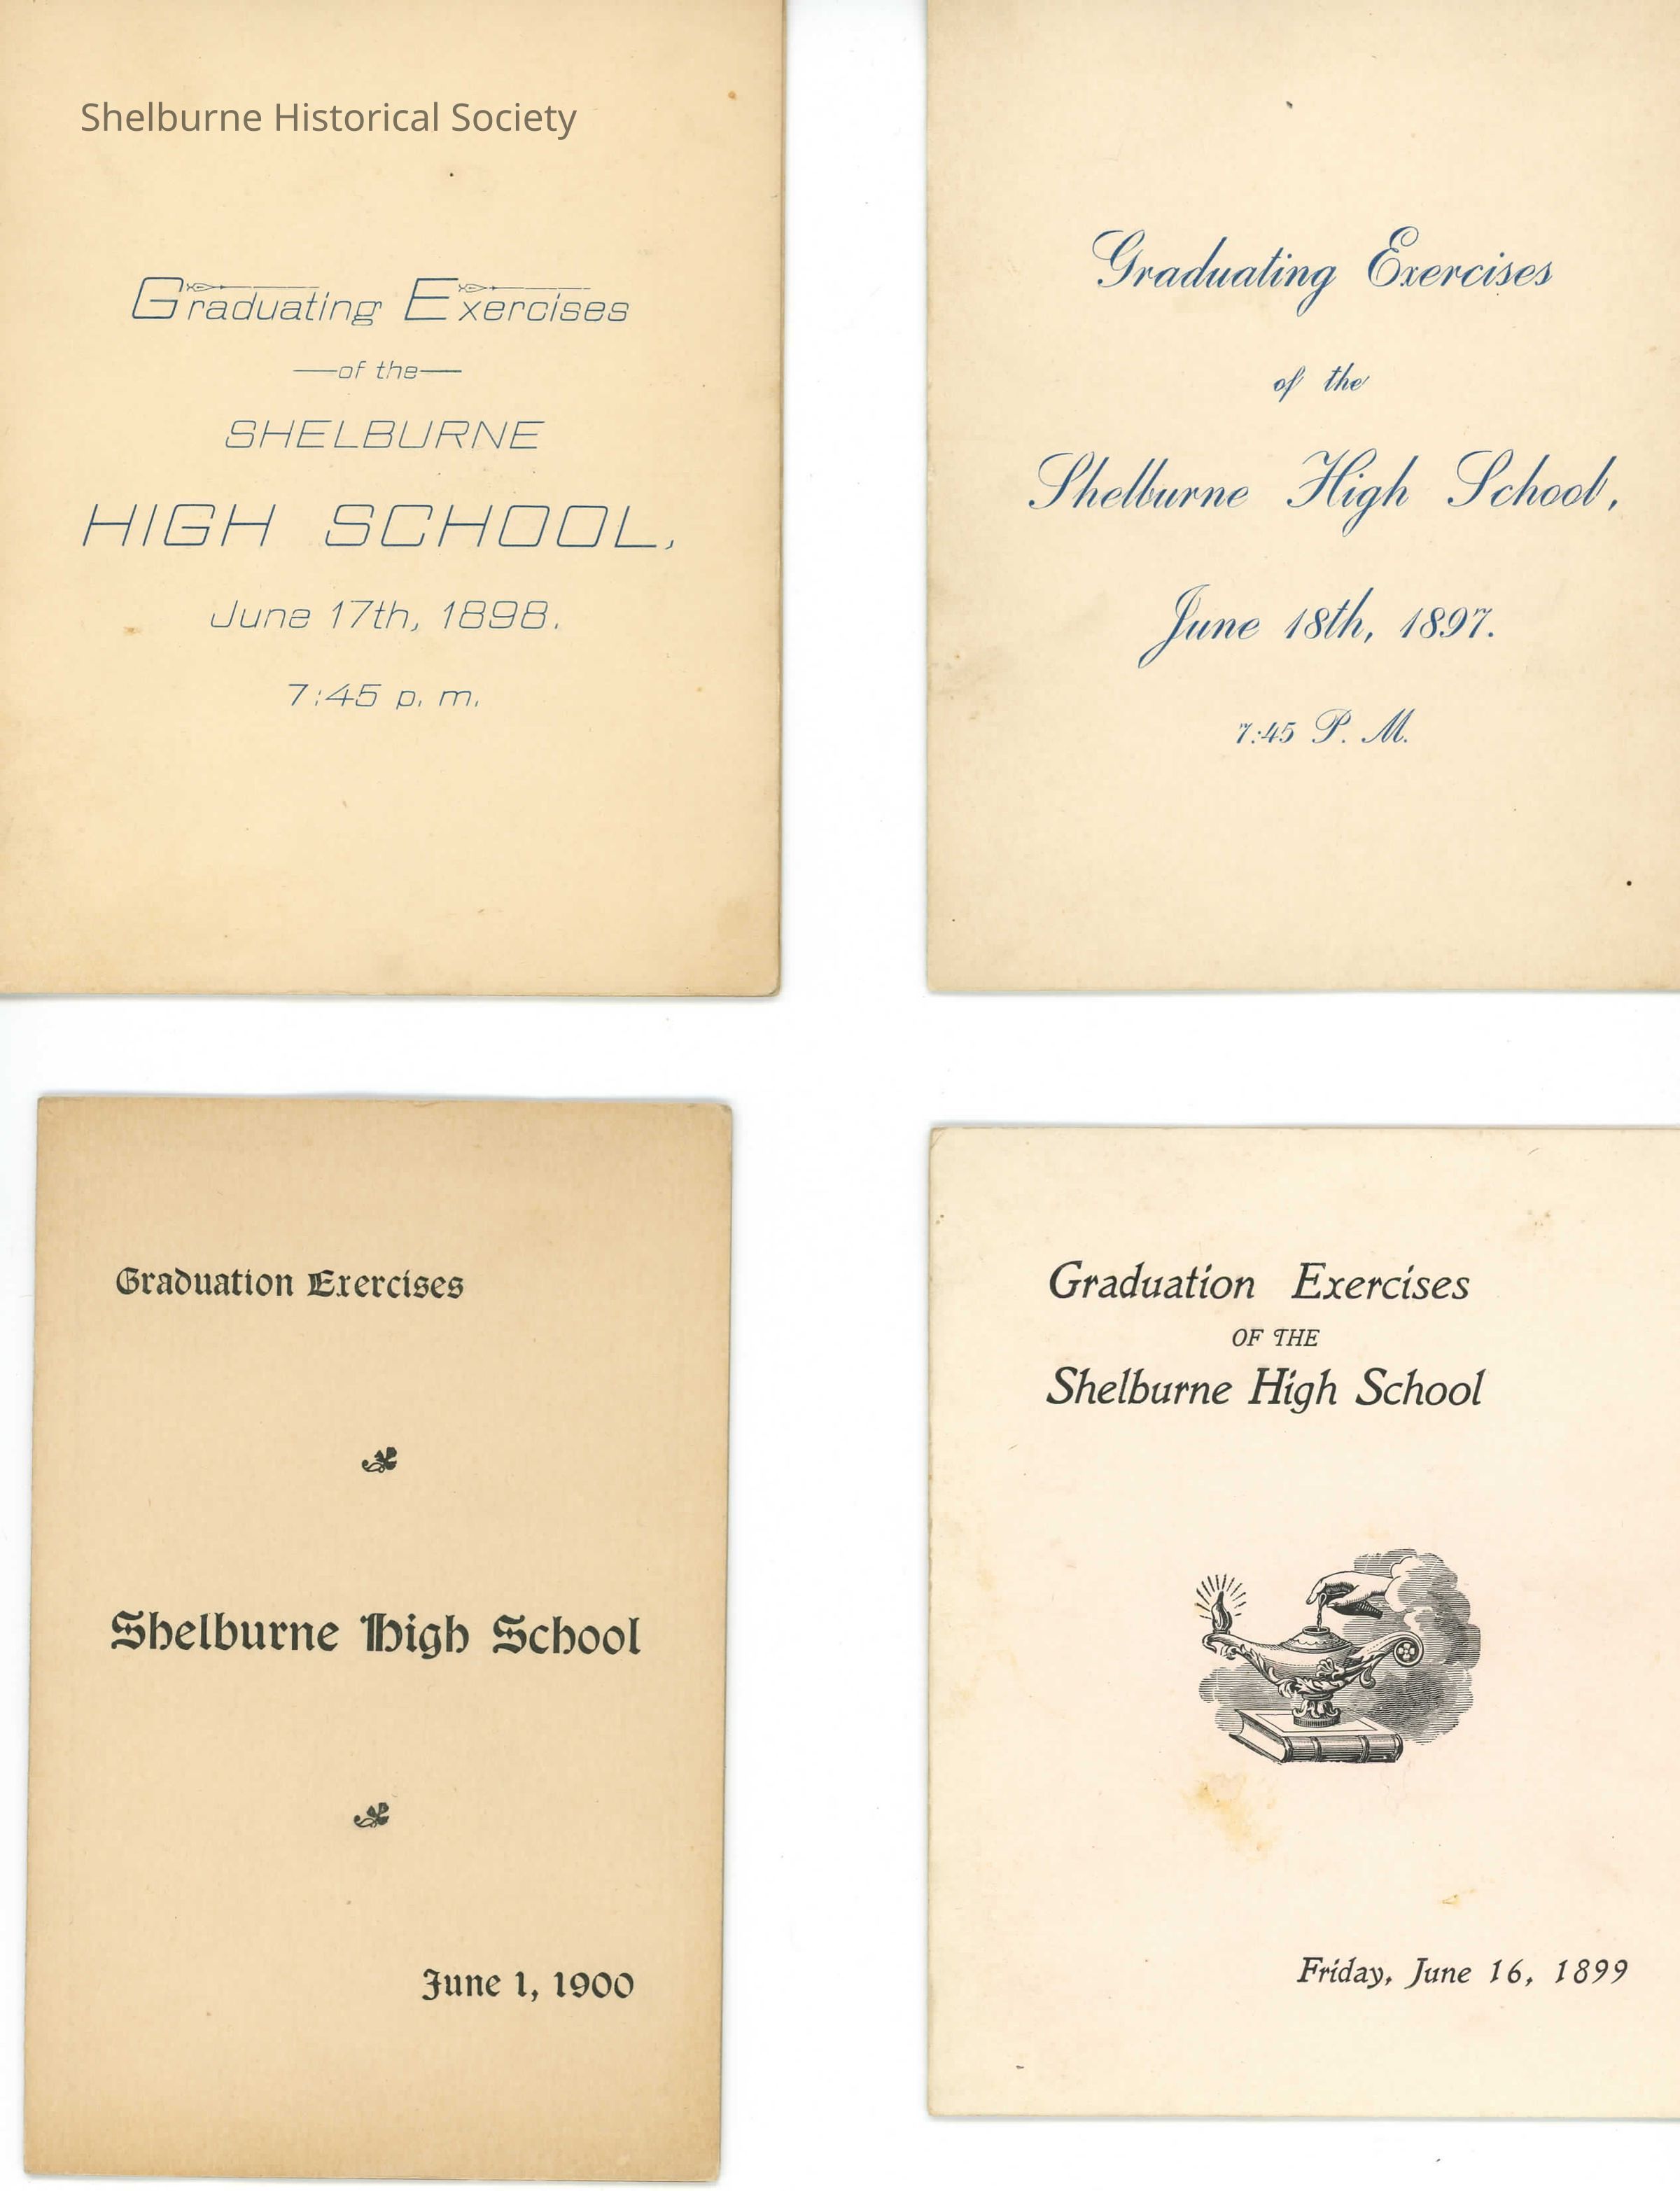 Shelburne Historical Society
Graduating Exercises
—of the—
SHELBURNE
HIGH SCHOOL,
June 17th, 1898.
7:45 p. m.
Graduating Exercises
of the
Shelburne High School,
June 18th, 1897.
7:45 P. M.
Graduation Exercises
Shelburne High School
June 1, 1900
Graduation Exercises
OF THE
Shelburne High School
Friday, June 16, 1899